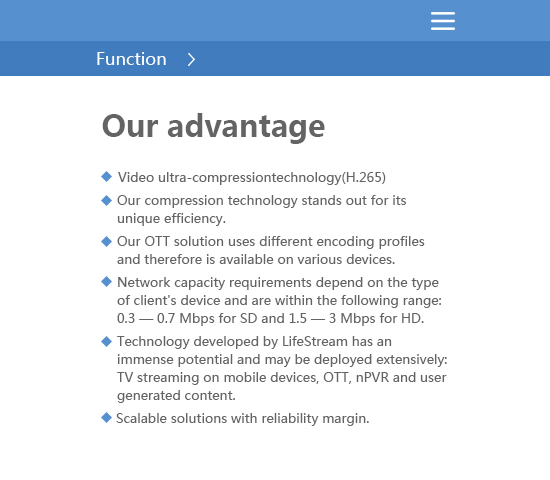 Function
Our advantage
Video ultra-compressiontechnology(H.265)
Our compression technology stands out for its
unique efficiency.
Our OTT solution uses different encoding profiles
and therefore is available on various devices.
Network capacity requirements depend on the type
of client's device and are within the following range:
0.3 — 0.7 Mbps for SD and 1.5 — 3 Mbps for HD.
Technology developed by LifeStream has an
immense potential and may be deployed extensively:
TV streaming on mobile devices, OTT, nPVR and user
generated content.
Scalable solutions with reliability margin.